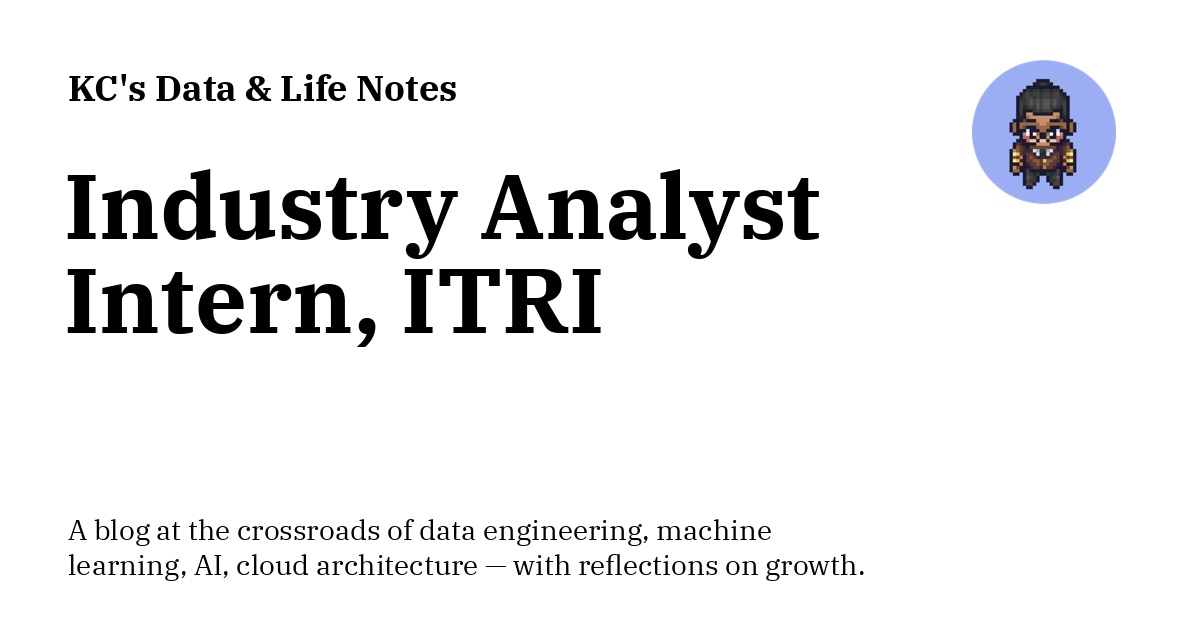 KC's Data & Life Notes
Industry Analyst
Intern, ITRI
A blog at the crossroads of data engineering, machine
learning, AI, cloud architecture — with reflections on growth.